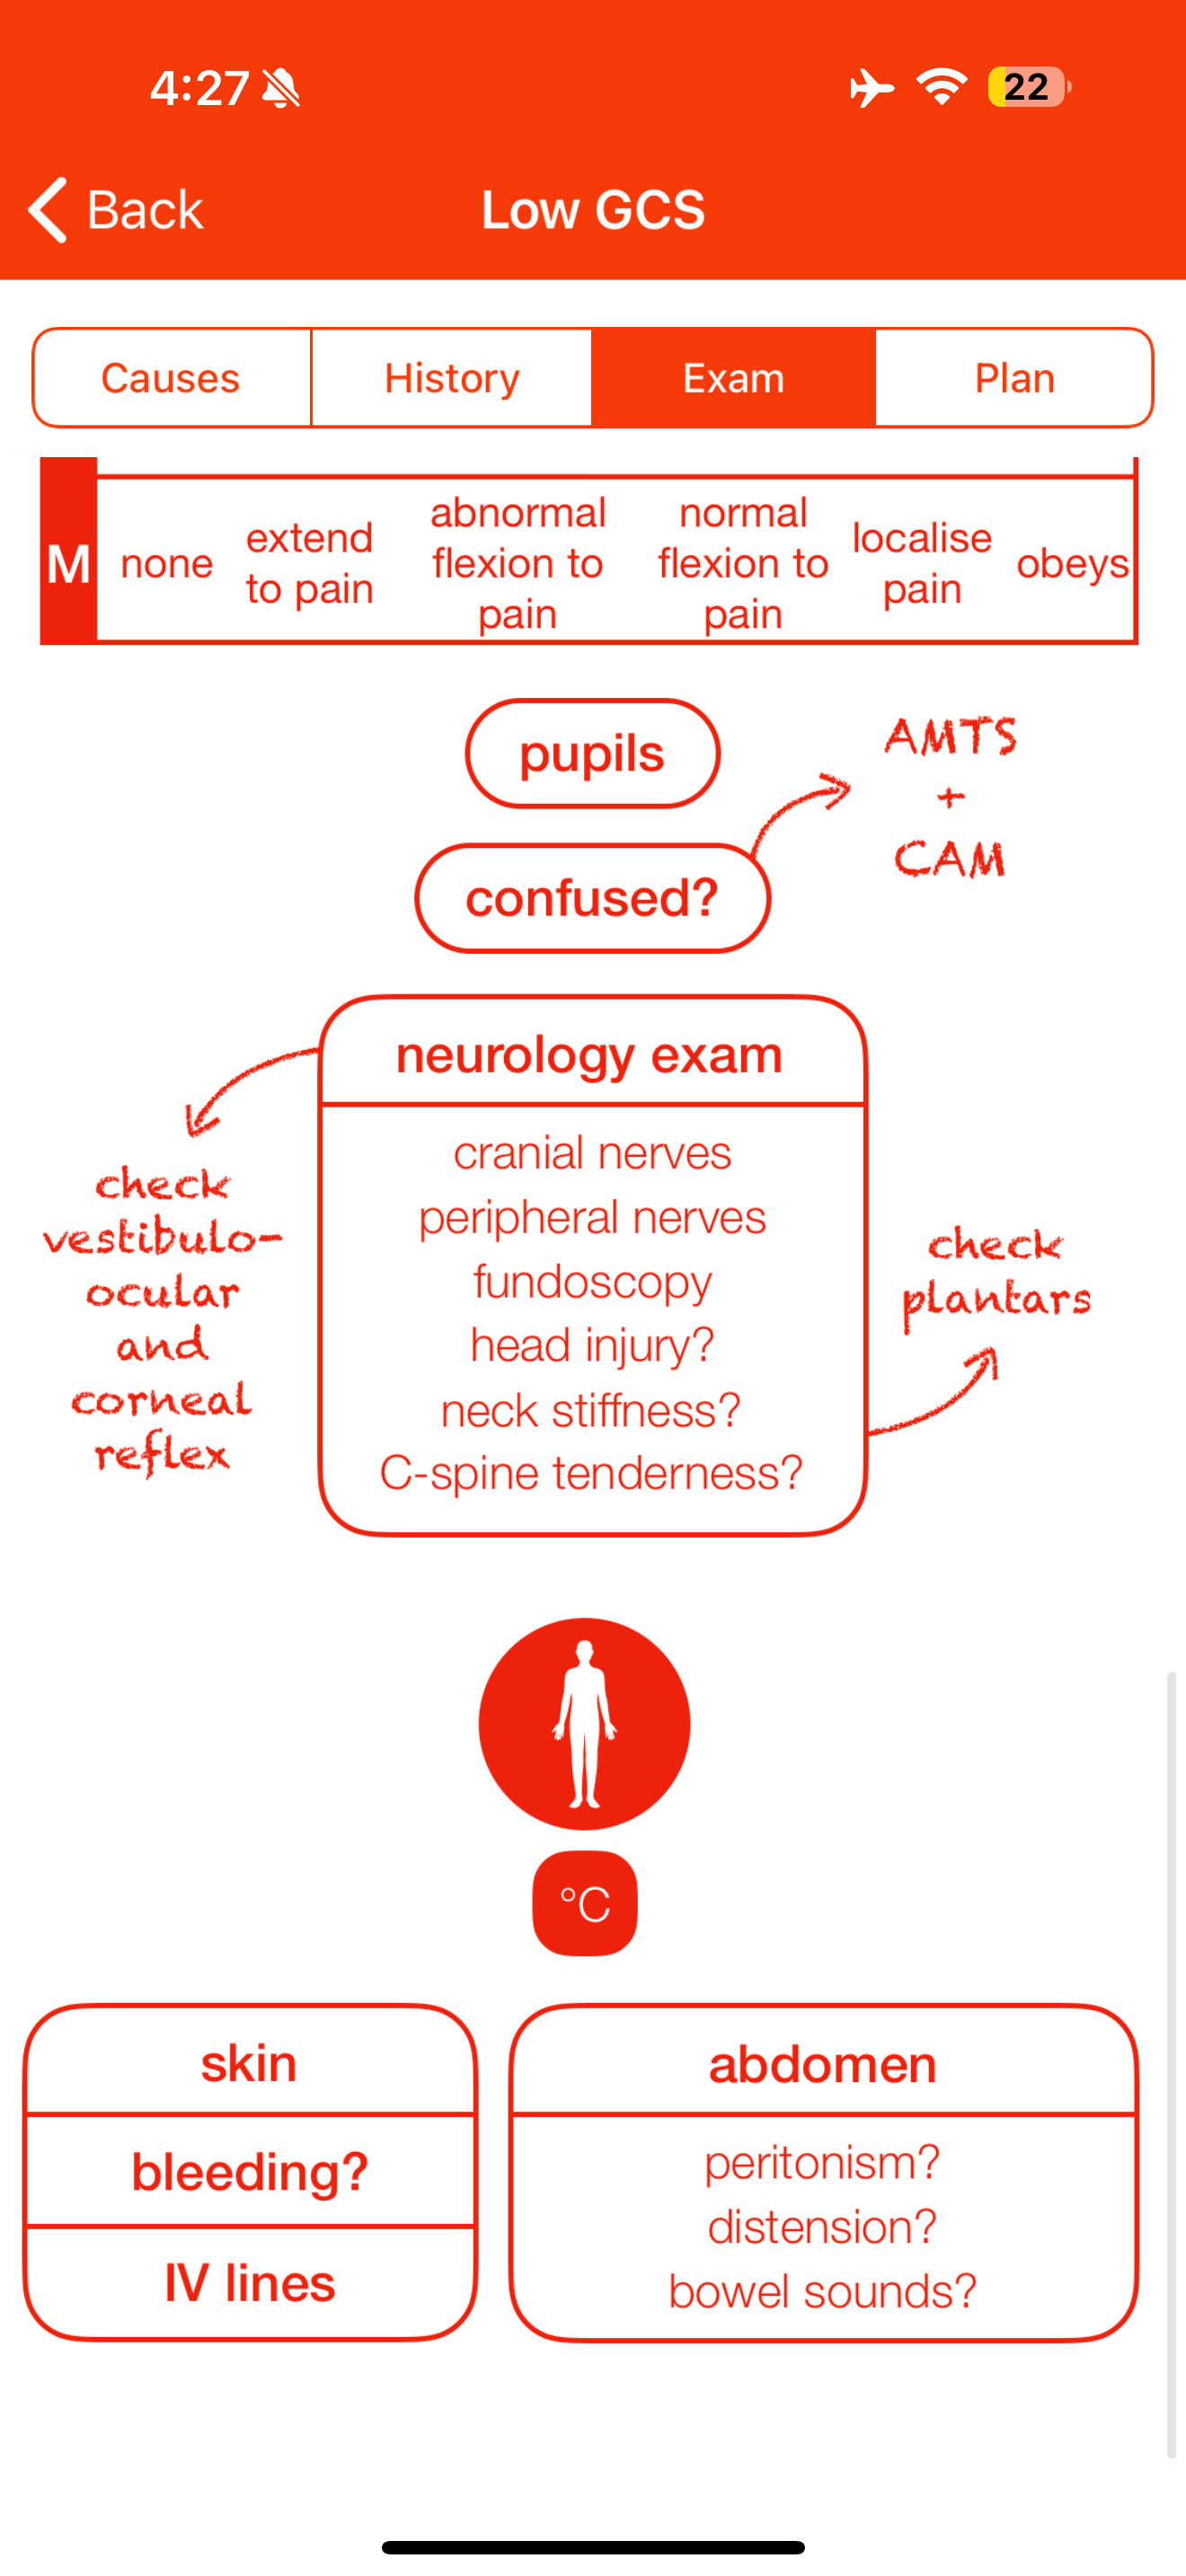 4:27
22
Back
Low GCS
Causes
History
Exam
Plan
M
none
extend
to pain
abnormal
flexion to
pain
normal
flexion to
pain
localise
pain
obeys
pupils
AMTS
+
CAM
confused?
neurology exam
cranial nerves
peripheral nerves
fundoscopy
head injury?
neck stiffness?
C-spine tenderness?
check
vestibulo-
ocular
and
corneal
reflex
check
plantars
°C
skin
bleeding?
IV lines
abdomen
peritonism?
distension?
bowel sounds?